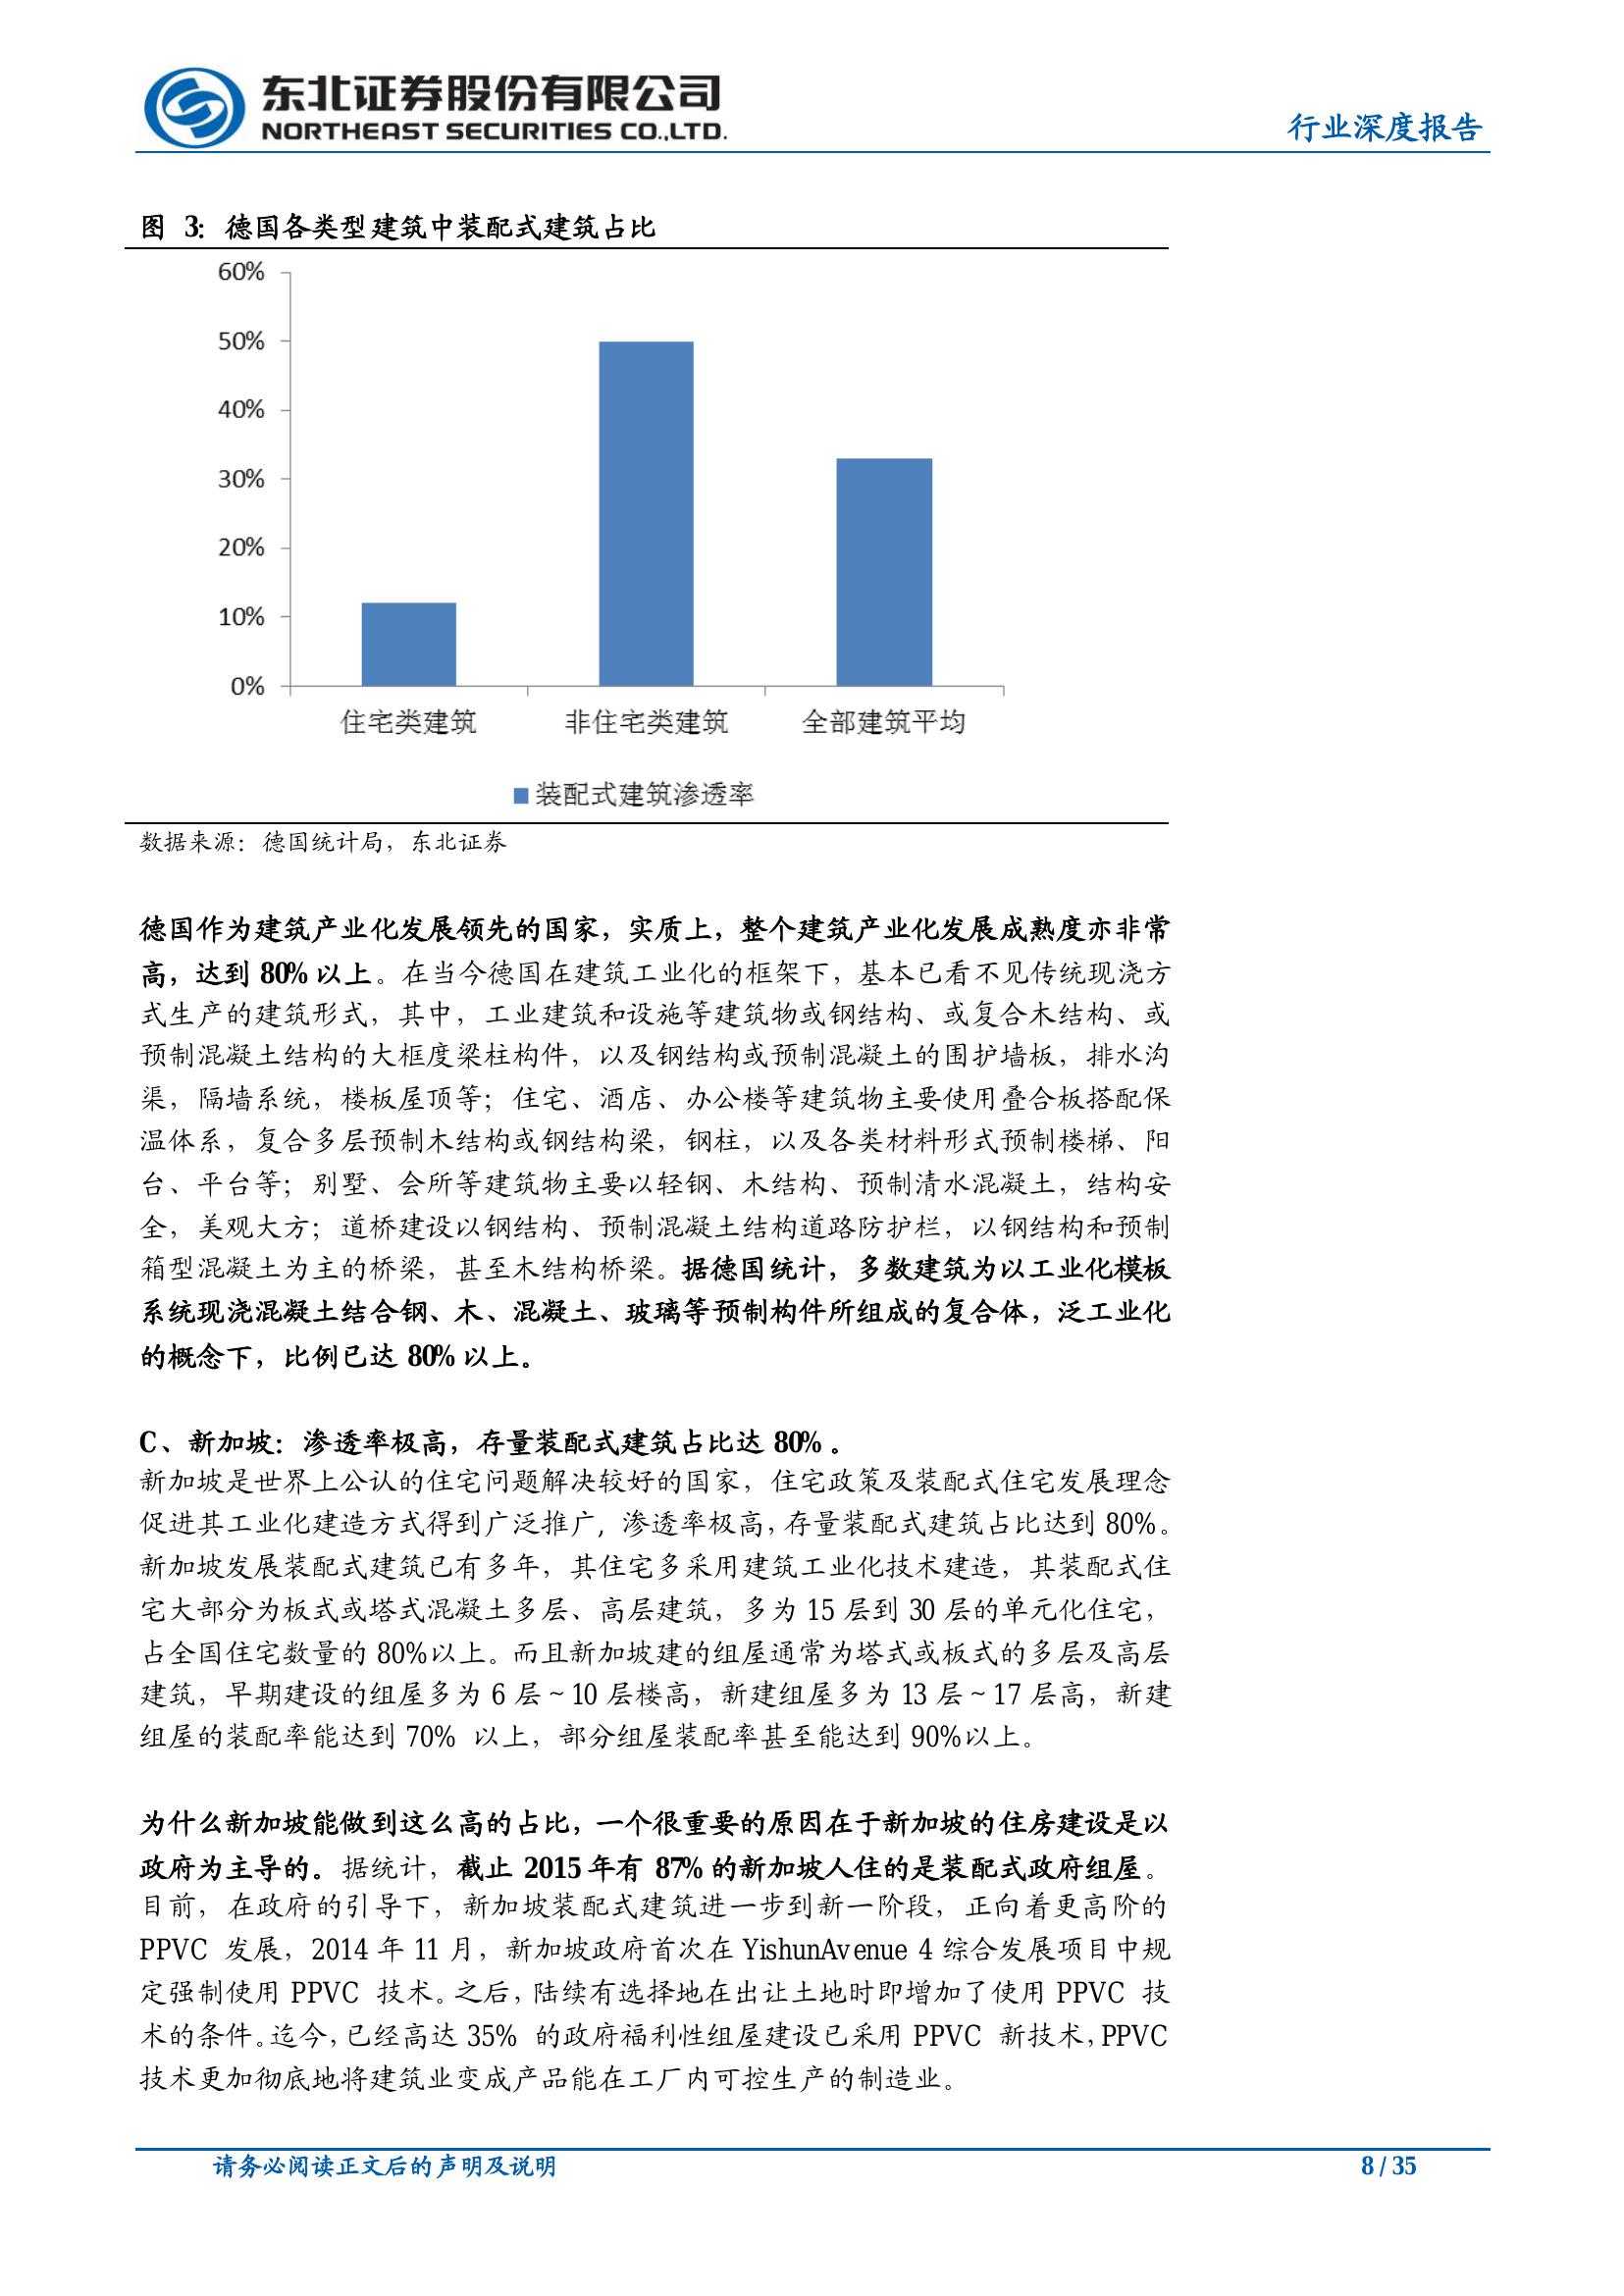 东北证券股份有限公司
NORTHEAST SECURITIES CO.,LTD.
行业深度报告
图 3：德国各类型建筑中装配式建筑占比
60%
50%
40%
30%
20%
10%
0%
住宅类建筑 非住宅类建筑 全部建筑平均
装配式建筑渗透率
数据来源：德国统计局，东北证券
德国作为建筑产业化发展领先的国家，实质上，整个建筑产业化发展成熟度亦非常
高，达到 80%以上。在当今德国在建筑工业化的框架下，基本已看不见传统现浇方
式生产的建筑形式，其中，工业建筑和设施等建筑物或钢结构、或复合木结构、或
预制混凝土结构的大框度梁柱构件，以及钢结构或预制混凝土的围护墙板，排水沟
渠，隔墙系统，楼板屋顶等；住宅、酒店、办公楼等建筑物主要使用叠合板搭配保
温体系，复合多层预制木结构或钢结构梁，钢柱，以及各类材料形式预制楼梯、阳
台、平台等；别墅、会所等建筑物主要以轻钢、木结构、预制清水混凝土，结构安
全，美观大方；道桥建设以钢结构、预制混凝土结构道路防护栏，以钢结构和预制
箱型混凝土为主的桥梁，甚至木结构桥梁。据德国统计，多数建筑为以工业化模板
系统现浇混凝土结合钢、木、混凝土、玻璃等预制构件所组成的复合体，泛工业化
的概念下，比例已达 80%以上。
C、新加坡：渗透率极高，存量装配式建筑占比达 80%。
新加坡是世界上公认的住宅问题解决较好的国家，住宅政策及装配式住宅发展理念
促进其工业化建造方式得到广泛推广, 渗透率极高，存量装配式建筑占比达到 80%。
新加坡发展装配式建筑已有多年，其住宅多采用建筑工业化技术建造，其装配式住
宅大部分为板式或塔式混凝土多层、高层建筑，多为 15 层到 30 层的单元化住宅，
占全国住宅数量的 80%以上。而且新加坡建的组屋通常为塔式或板式的多层及高层
建筑，早期建设的组屋多为 6 层~10 层楼高，新建组屋多为 13 层~17 层高，新建
组屋的装配率能达到 70% 以上，部分组屋装配率甚至能达到 90%以上。
为什么新加坡能做到这么高的占比，一个很重要的原因在于新加坡的住房建设是以
政府为主导的。据统计，截止 2015 年有 87%的新加坡人住的是装配式政府组屋。
目前，在政府的引导下，新加坡装配式建筑进一步到新一阶段，正向着更高阶的
PPVC 发展，2014 年 11 月，新加坡政府首次在 YishunAvenue 4 综合发展项目中规
定强制使用 PPVC 技术。之后，陆续有选择地在出让土地时即增加了使用 PPVC 技
术的条件。迄今，已经高达 35% 的政府福利性组屋建设已采用 PPVC 新技术，PPVC
技术更加彻底地将建筑业变成产品能在工厂内可控生产的制造业。
请务必阅读正文后的声明及说明
8 / 35